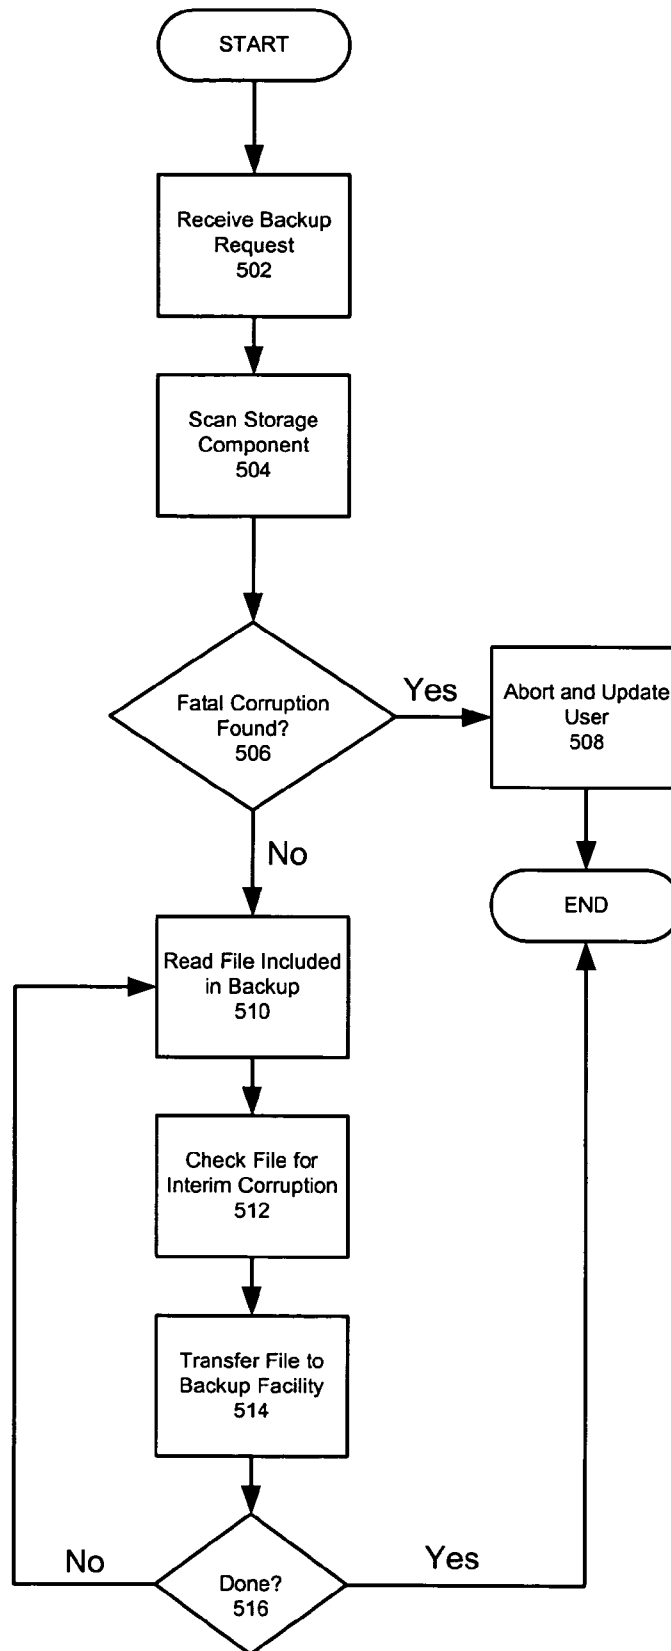 START
Receive Backup
Request
502
Scan Storage
Component
504
Fatal Corruption
Found?
506
Yes
Abort and Update
User
508
No
END
Read File Included
in Backup
510
Check File for
Interim Corruption
512
Transfer File to
Backup Facility
514
No
Done?
516
Yes